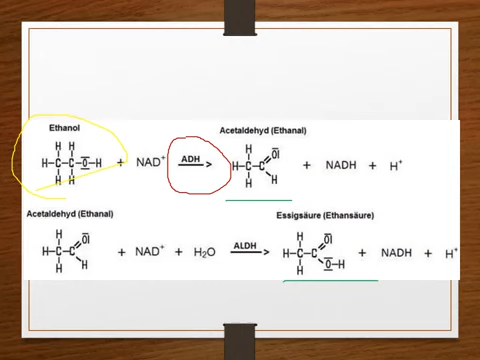 Ethanol
Acetaldehyd (Ethanal)
H H
H-C-C-O-H + NAD+ ADH > H-C-C O + NADH + H+
H H H H
Acetaldehyd (Ethanal)
Essigsäure (Ethansäure)
H H
H-C-C O + NAD+ + H₂O ALDH > H-C-C O + NADH + H+
H H H O-H